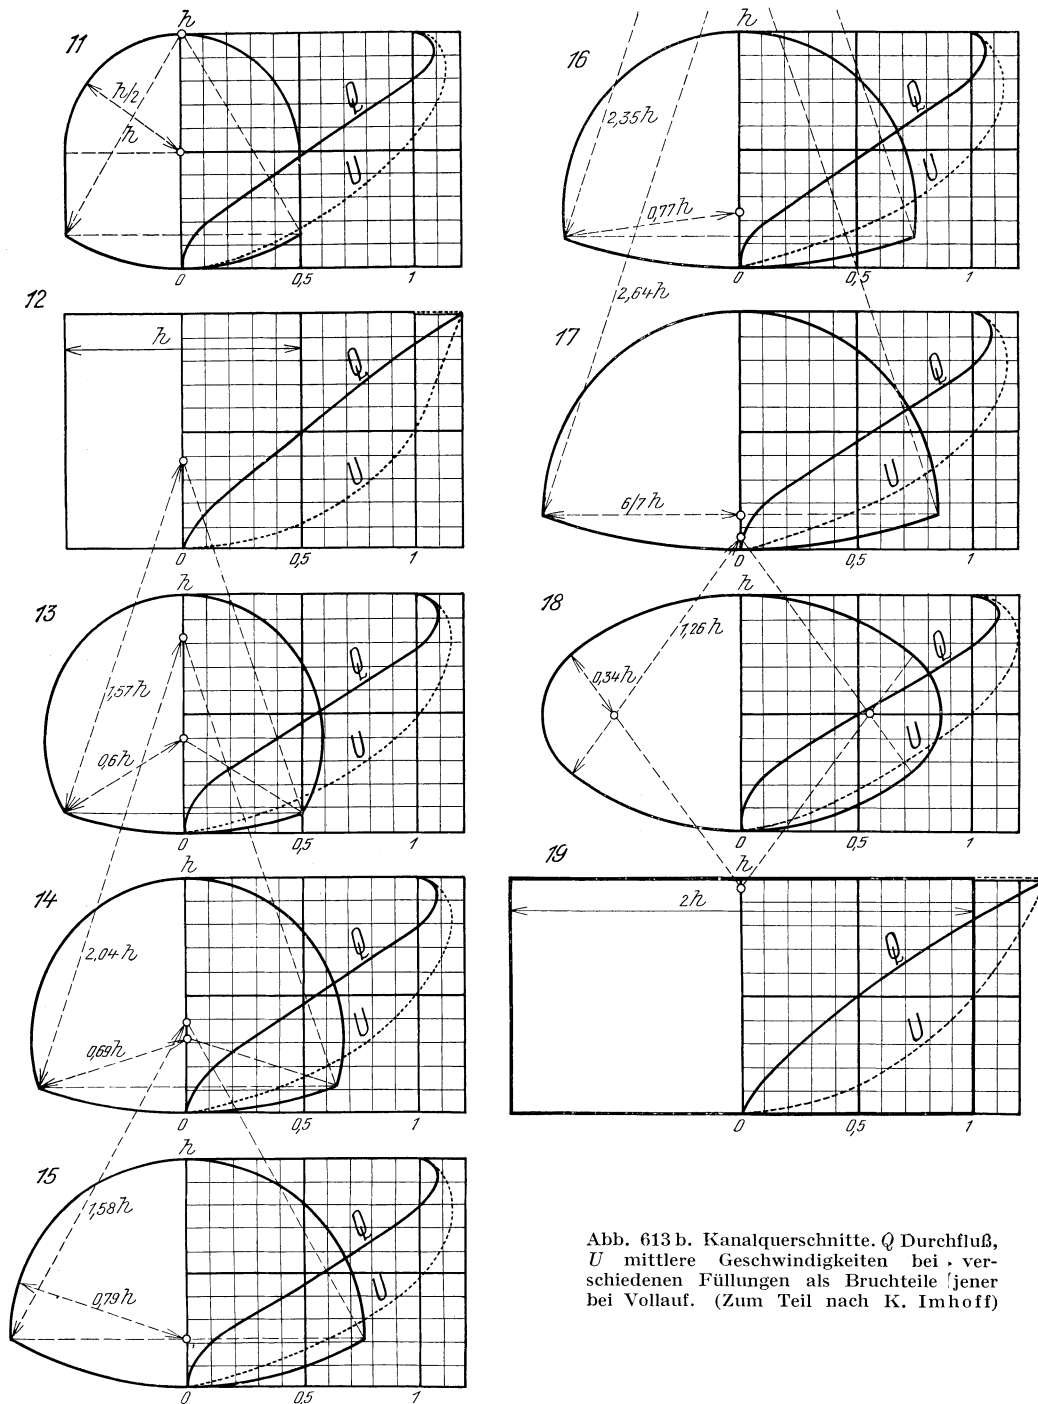 11
h
h/2
h
Q
U
0 0,5 1
12
h
Q
U
0 0,5 1
13
h
1,57h
0,6h
Q
U
0 0,5 1
14
h
2,04h
0,69h
Q
U
0 0,5 1
15
h
1,58h
0,79h
Q
U
0 0,5 1
16
h
2,35h
0,77h
Q
U
0 0,5 1
17
2,64h
6/7h
Q
U
0 0,5 1
18
h
1,26h
0,34h
Q
U
0 0,5 1
19
h
2h
Q
U
0 0,5 1
Abb. 613b. Kanalquerschnitte. Q Durchfluß,
U mittlere Geschwindigkeiten bei ver-
schiedenen Füllungen als Bruchteile jener
bei Vollauf. (Zum Teil nach K. Imhoff)